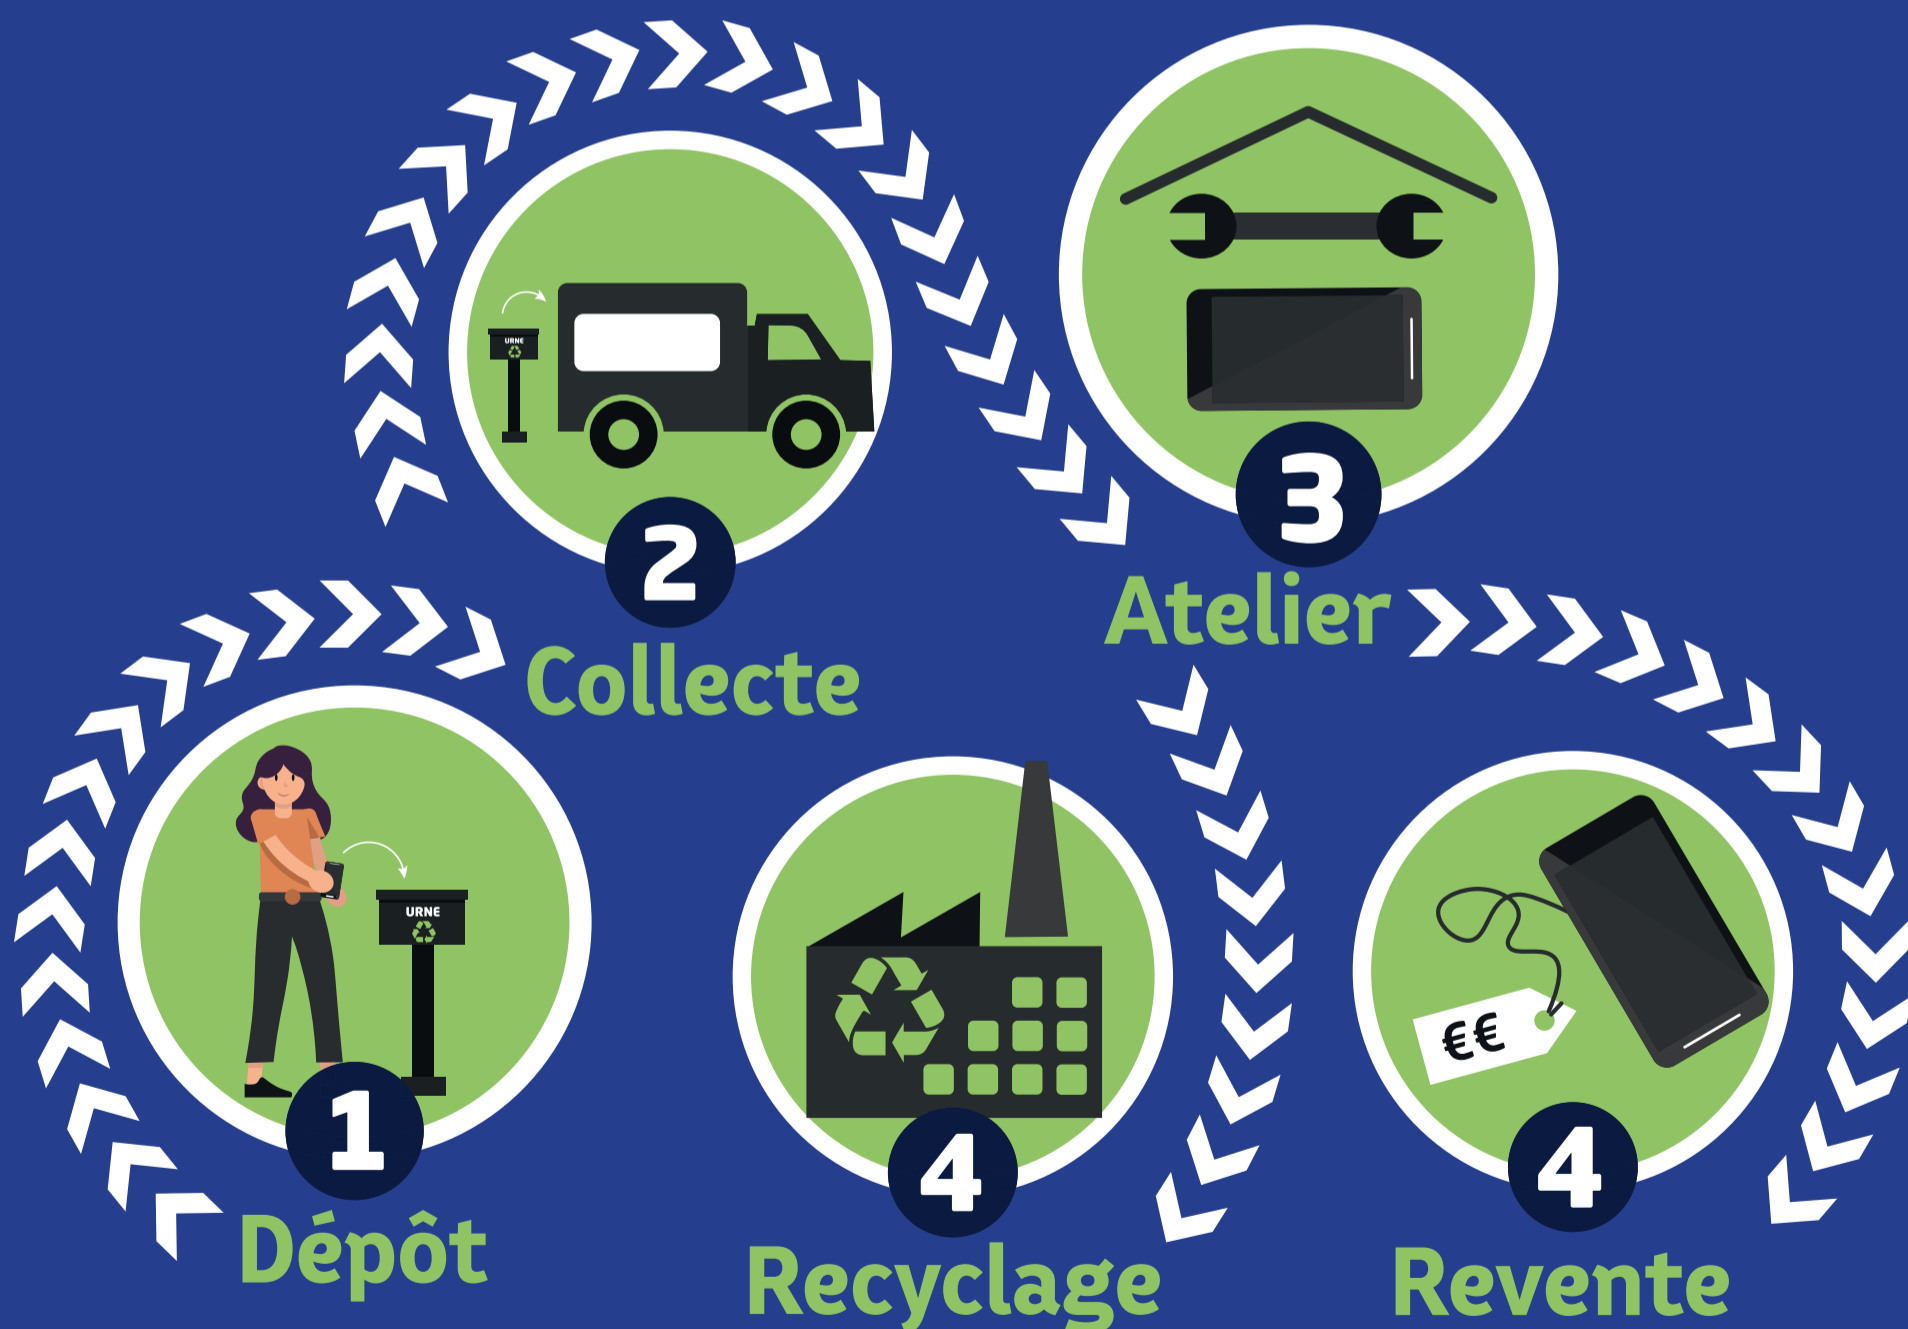 URNE
1
Dépôt
URNE
2
Collecte
3
Atelier
4
Recyclage
€€
4
Revente